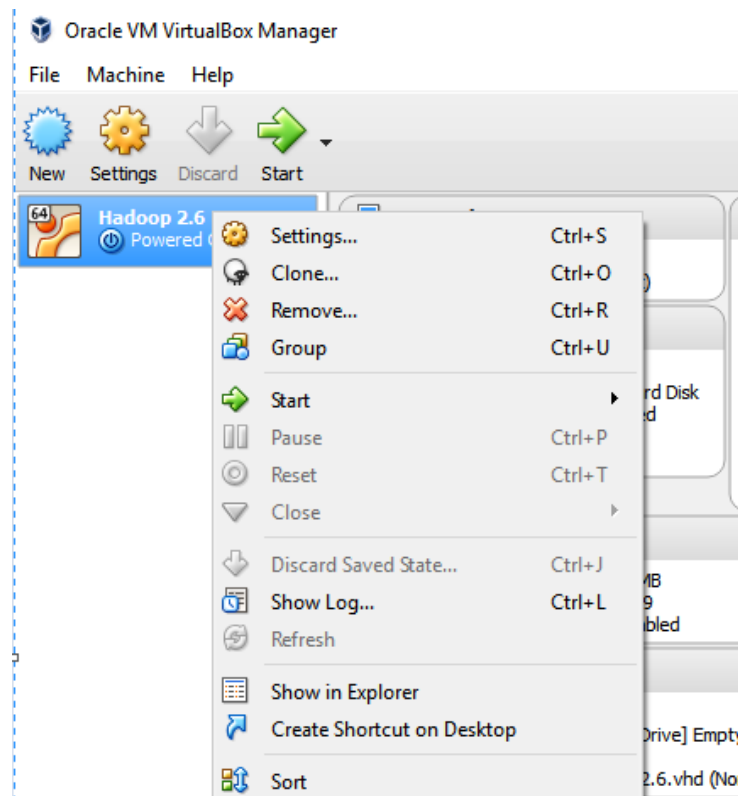 Oracle VM VirtualBox Manager
File Machine Help
New Settings Discard Start
64 Hadoop 2.6
Powered
Settings... Ctrl+S
Clone... Ctrl+O
Remove... Ctrl+R
Group Ctrl+U
Start
rd Disk
Pause Ctrl+P
Reset Ctrl+T
Close
Discard Saved State... Ctrl+J
MB
Show Log... Ctrl+L
9
bled
Refresh
Show in Explorer
Create Shortcut on Desktop
Drive] Empty
Sort
2.6.vhd (No